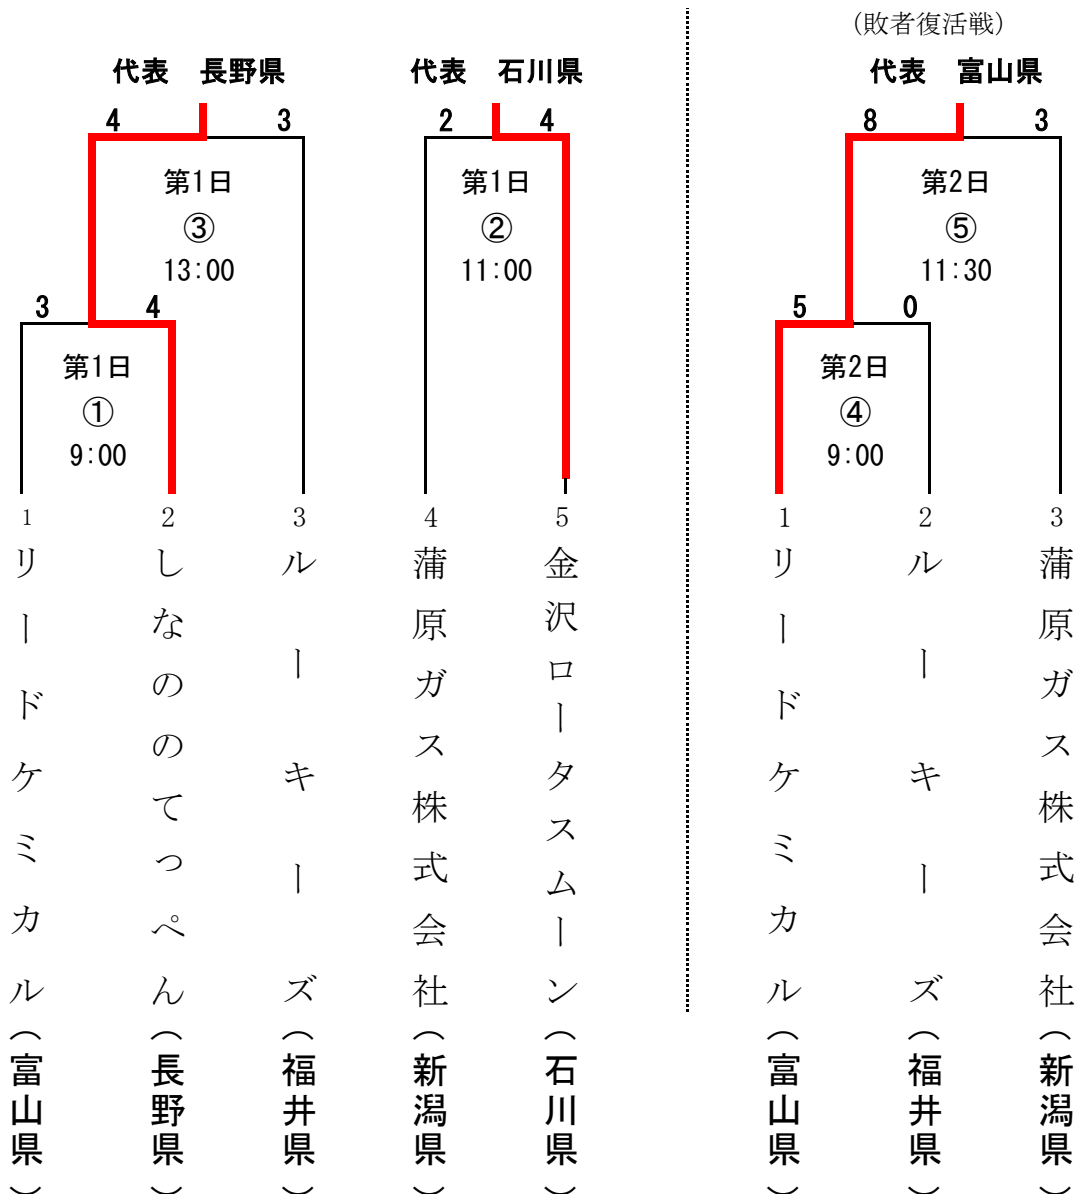 (敗者復活戦)
代表　長野県
代表　石川県
代表　富山県
4 3
2 4
8 3
第1日
③
13:00
第1日
②
11:00
第2日
⑤
11:30
3 4
5 0
第1日
①
9:00
第2日
④
9:00
1
リードケミカル(富山県)
2
しなののてっぺん(長野県)
3
ルーキーズ(福井県)
4
蒲原ガス株式会社(新潟県)
5
金沢ロータスムーン(石川県)
1
リードケミカル(富山県)
2
ルーキーズ(福井県)
3
蒲原ガス株式会社(新潟県)